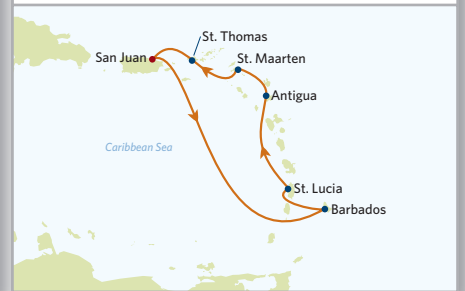 St. Thomas
San Juan
St. Maarten
Antigua
Caribbean Sea
St. Lucia
Barbados